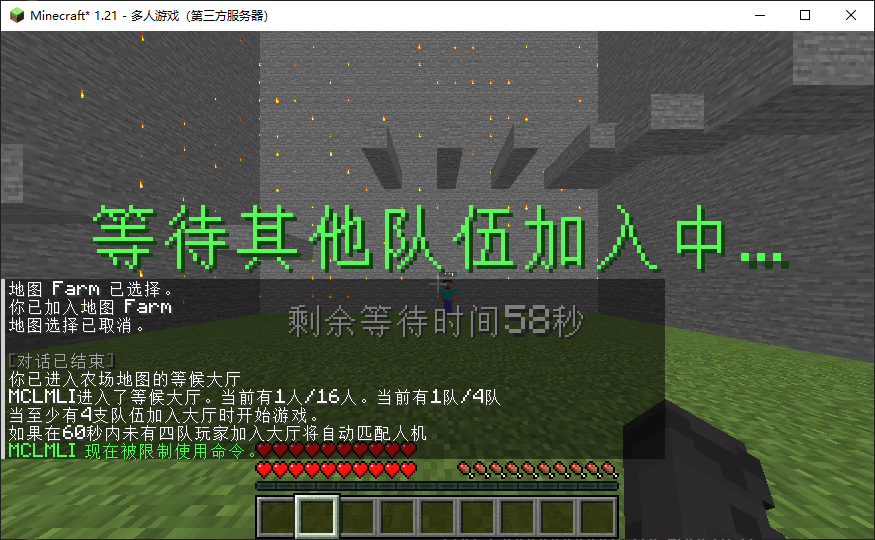 Minecraft* 1.21 - 多人游戏（第三方服务器）
等待其他队伍加入中...
剩余等待时间58秒
地图 Farm 已选择。
你已加入地图 Farm
地图选择已取消。
[对话已结束]
你已进入农场地图的等候大厅
MCLMLI进入了等候大厅。当前有1人/16人。当前有1队/4队
当至少有4支队伍加入大厅时开始游戏。
如果在60秒内未有四队玩家加入大厅将自动匹配人机
MCLMLI 现在被限制使用命令。